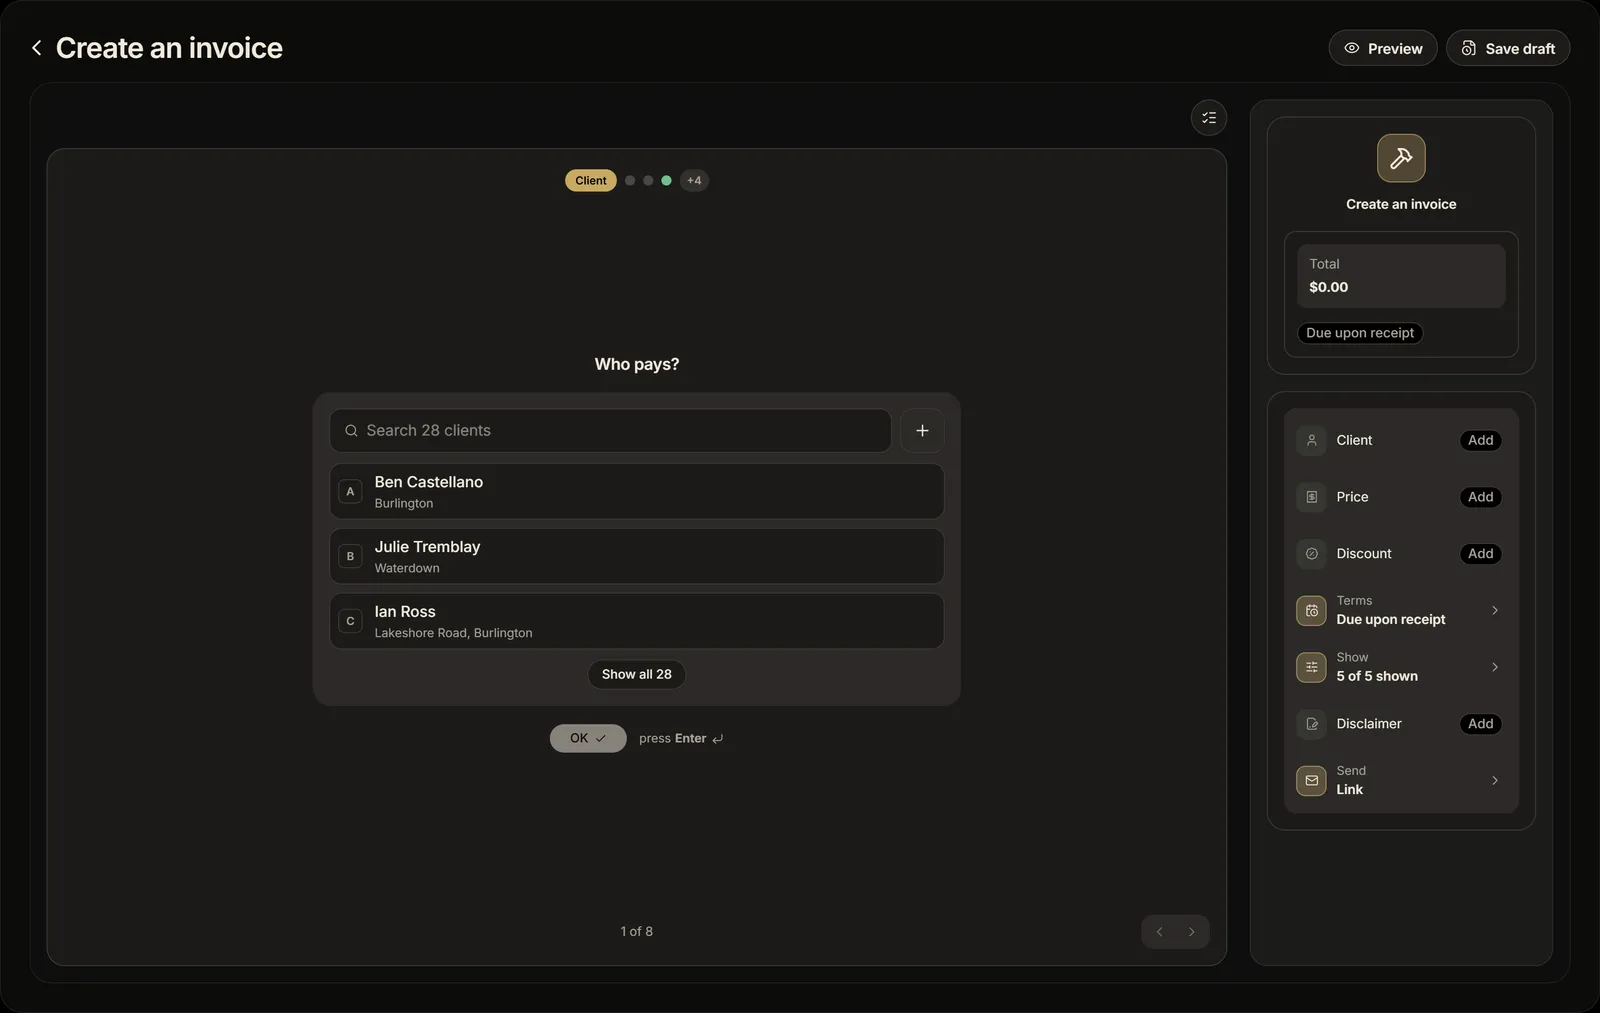 Create an invoice
Preview
Save draft
Client
+4
Who pays?
Search 28 clients
A
Ben Castellano
Burlington
B
Julie Tremblay
Waterdown
C
Ian Ross
Lakeshore Road, Burlington
Show all 28
OK
press Enter
1 of 8
Create an invoice
Total
$0.00
Due upon receipt
Client
Add
Price
Add
Discount
Add
Terms
Due upon receipt
Show
5 of 5 shown
Disclaimer
Add
Send
Link